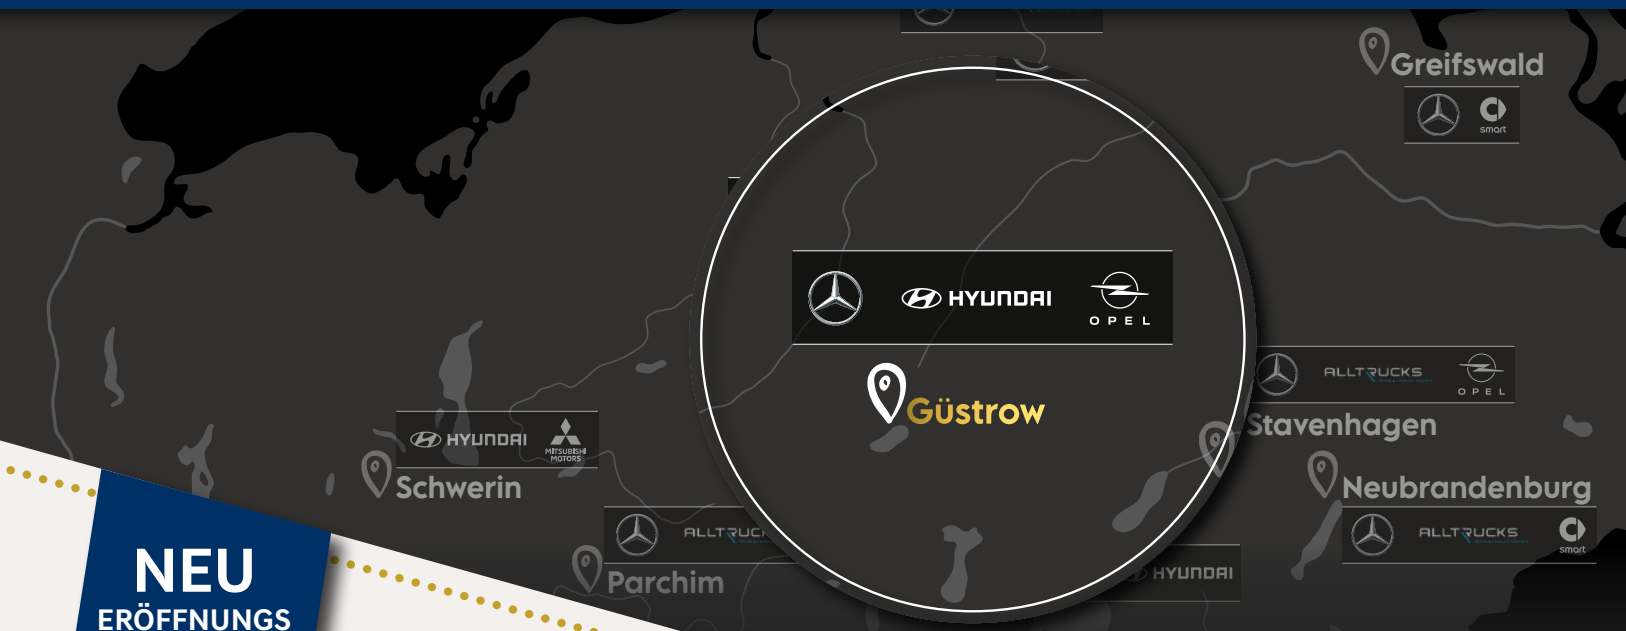 Greifswald
smart
HYUNDAI
OPEL
Güstrow
ALLTRUCKS
OPEL
Stavenhagen
HYUNDAI
MITSUBISHI
MOTORS
Schwerin
Neubrandenburg
ALLTRUCKS
smart
ALLTRUC
Parchim
HYUNDAI
NEU
ERÖFFNUNGS